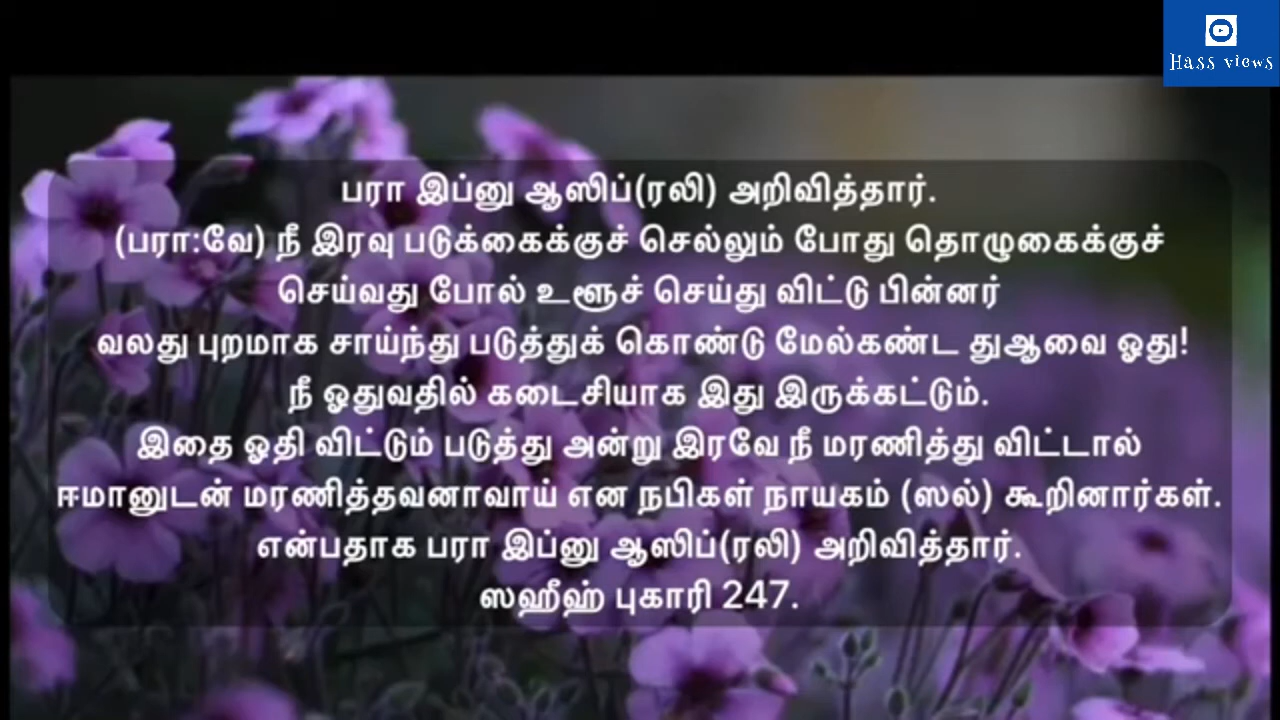 Hass views
பரா இப்னு ஆஸிப்(ரலி) அறிவித்தார்.
(பரா:வே) நீ இரவு படுக்கைக்குச் செல்லும் போது தொழுகைக்குச்
செய்வது போல் உளூச் செய்து விட்டு பின்னர்
வலது புறமாக சாய்ந்து படுத்துக் கொண்டு மேல்கண்ட துஆவை ஓது!
நீ ஓதுவதில் கடைசியாக இது இருக்கட்டும்.
இதை ஓதி விட்டும் படுத்து அன்று இரவே நீ மரணித்து விட்டால்
ஈமானுடன் மரணித்தவனாவாய் என நபிகள் நாயகம் (ஸல்) கூறினார்கள்.
என்பதாக பரா இப்னு ஆஸிப்(ரலி) அறிவித்தார்.
ஸஹீஹ் புகாரி 247.